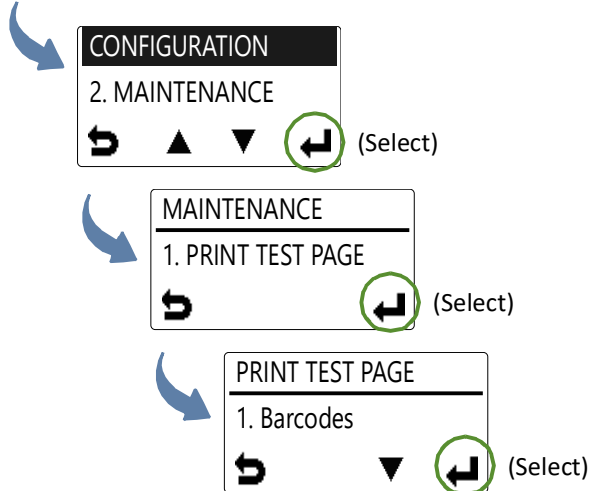 CONFIGURATION
2. MAINTENANCE
(Select)
MAINTENANCE
1. PRINT TEST PAGE
(Select)
PRINT TEST PAGE
1. Barcodes
(Select)